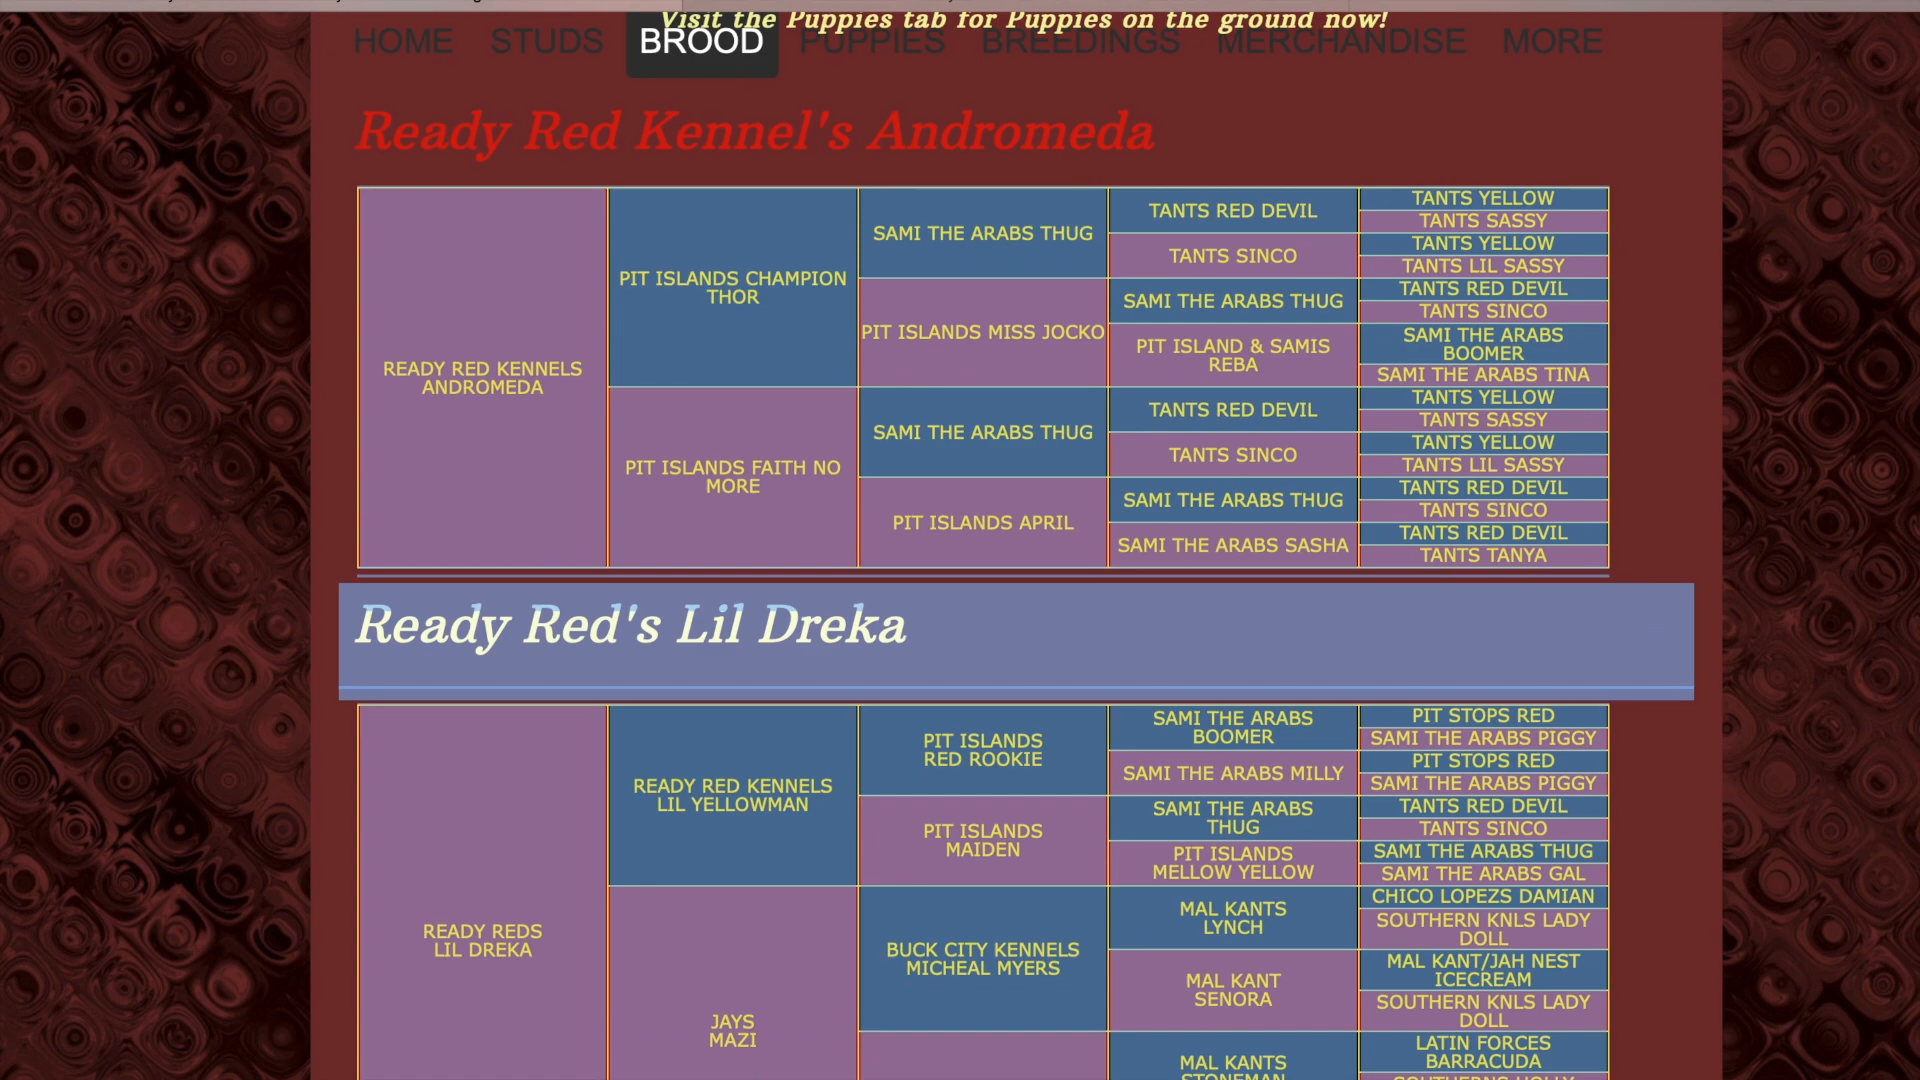 Visit the Puppies tab for Puppies on the ground now!
HOME STUDS BROOD PUPPIES BREEDINGS MERCHANDISE MORE
Ready Red Kennel's Andromeda
READY RED KENNELS
ANDROMEDA
PIT ISLANDS CHAMPION
THOR
PIT ISLANDS FAITH NO
MORE
SAMI THE ARABS THUG
PIT ISLANDS MISS JOCKO
SAMI THE ARABS THUG
PIT ISLANDS APRIL
TANTS RED DEVIL
TANTS SINCO
SAMI THE ARABS THUG
PIT ISLAND & SAMIS
REBA
TANTS RED DEVIL
TANTS SINCO
SAMI THE ARABS THUG
SAMI THE ARABS SASHA
TANTS YELLOW
TANTS SASSY
TANTS YELLOW
TANTS LIL SASSY
TANTS RED DEVIL
TANTS SINCO
SAMI THE ARABS
BOOMER
SAMI THE ARABS TINA
TANTS YELLOW
TANTS SASSY
TANTS YELLOW
TANTS LIL SASSY
TANTS RED DEVIL
TANTS SINCO
TANTS RED DEVIL
TANTS TANYA
Ready Red's Lil Dreka
READY REDS
LIL DREKA
READY RED KENNELS
LIL YELLOWMAN
JAYS
MAZI
PIT ISLANDS
RED ROOKIE
PIT ISLANDS
MAIDEN
BUCK CITY KENNELS
MICHEAL MYERS
SAMI THE ARABS
BOOMER
SAMI THE ARABS MILLY
SAMI THE ARABS
THUG
PIT ISLANDS
MELLOW YELLOW
MAL KANTS
LYNCH
MAL KANT
SENORA
MAL KANTS
STONEMAN
PIT STOPS RED
SAMI THE ARABS PIGGY
PIT STOPS RED
SAMI THE ARABS PIGGY
TANTS RED DEVIL
TANTS SINCO
SAMI THE ARABS THUG
SAMI THE ARABS GAL
CHICO LOPEZS DAMIAN
SOUTHERN KNLS LADY
DOLL
MAL KANT/JAH NEST
ICECREAM
SOUTHERN KNLS LADY
DOLL
LATIN FORCES
BARRACUDA